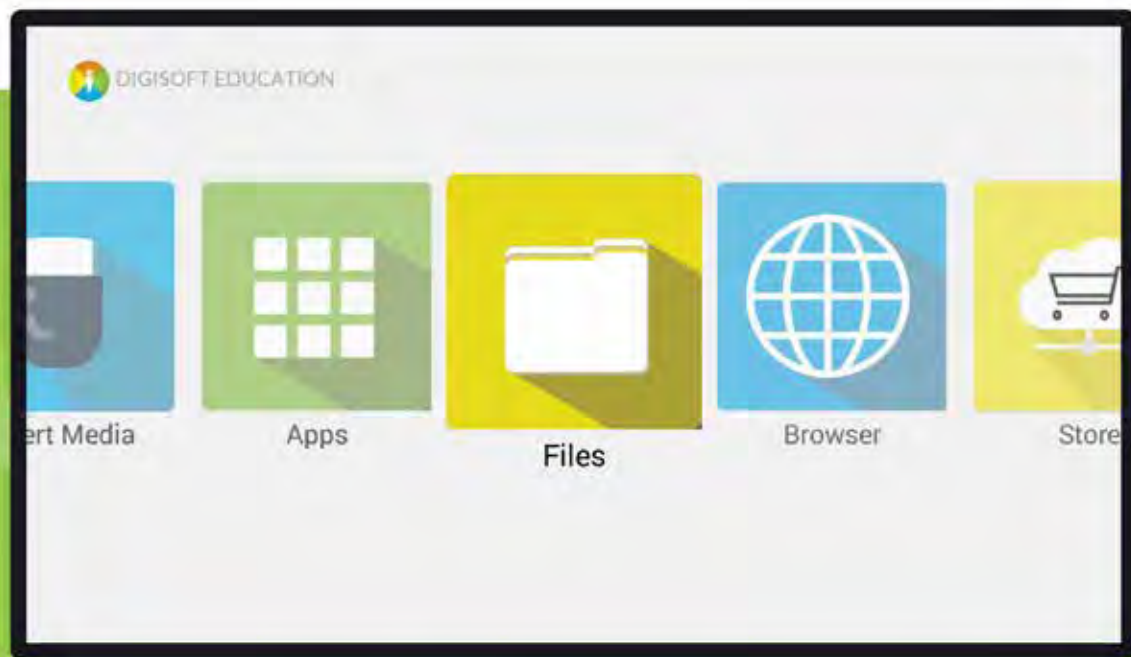 DIGISOFT EDUCATION
ert Media
Apps
Files
Browser
Store